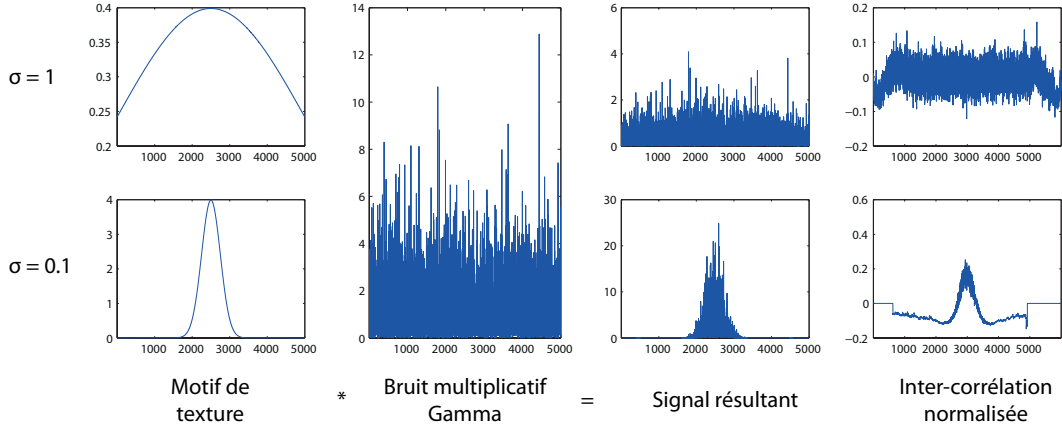 σ = 1
0.4
0.35
0.3
0.25
0.2
1000 2000 3000 4000 5000
14
12
10
8
6
4
2
0
1000 2000 3000 4000 5000
6
4
2
0
1000 2000 3000 4000 5000
0.2
0.1
0
−0.1
−0.2
1000 2000 3000 4000 5000
σ = 0.1
4
3
2
1
0
1000 2000 3000 4000 5000
30
20
10
0
1000 2000 3000 4000 5000
0.6
0.4
0.2
0
−0.2
1000 2000 3000 4000 5000
Motif de
texture
*
Bruit multiplicatif
Gamma
=
Signal résultant
Inter-corrélation
normalisée